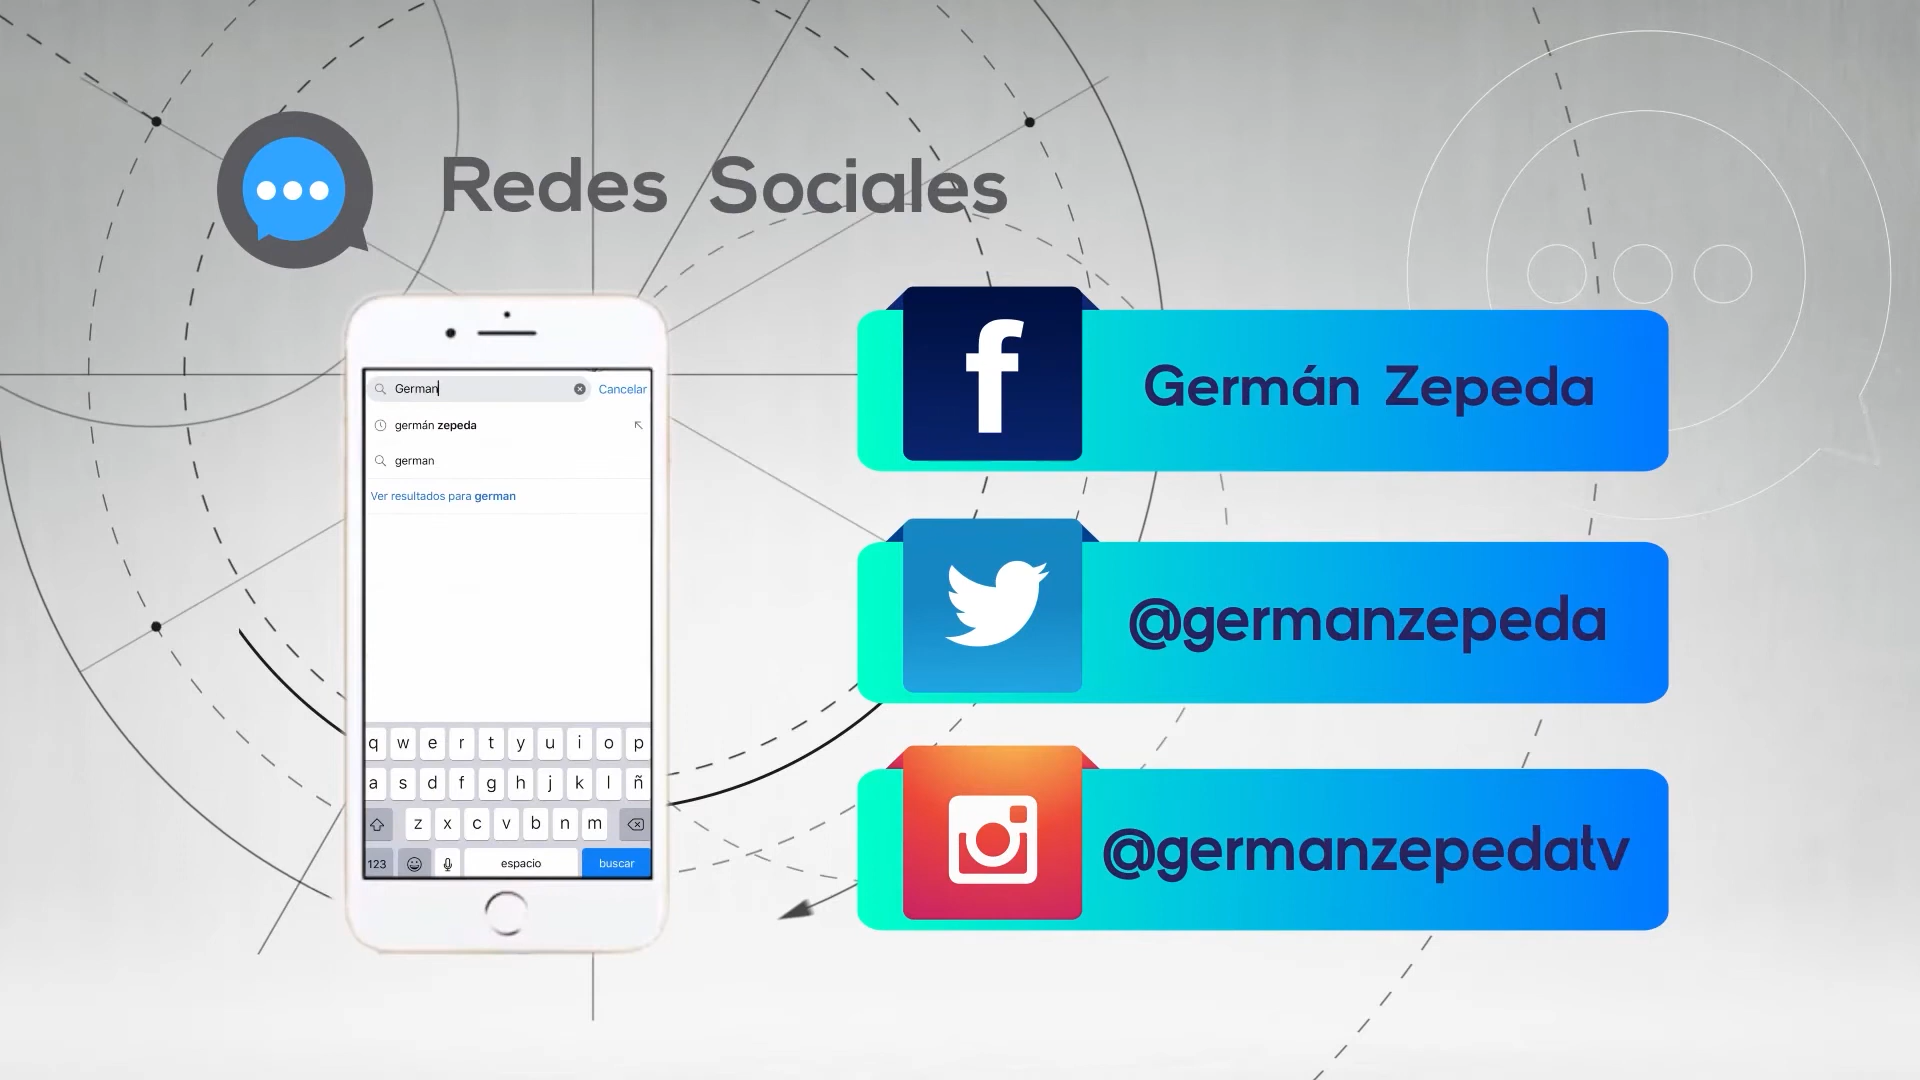 Redes Sociales
German
Cancelar
germán zepeda
german
Ver resultados para german
q w e r t y u i o p
a s d f g h j k l ñ
z x c v b n m
123 espacio buscar
f Germán Zepeda
@germanzepeda
@germanzepedatv